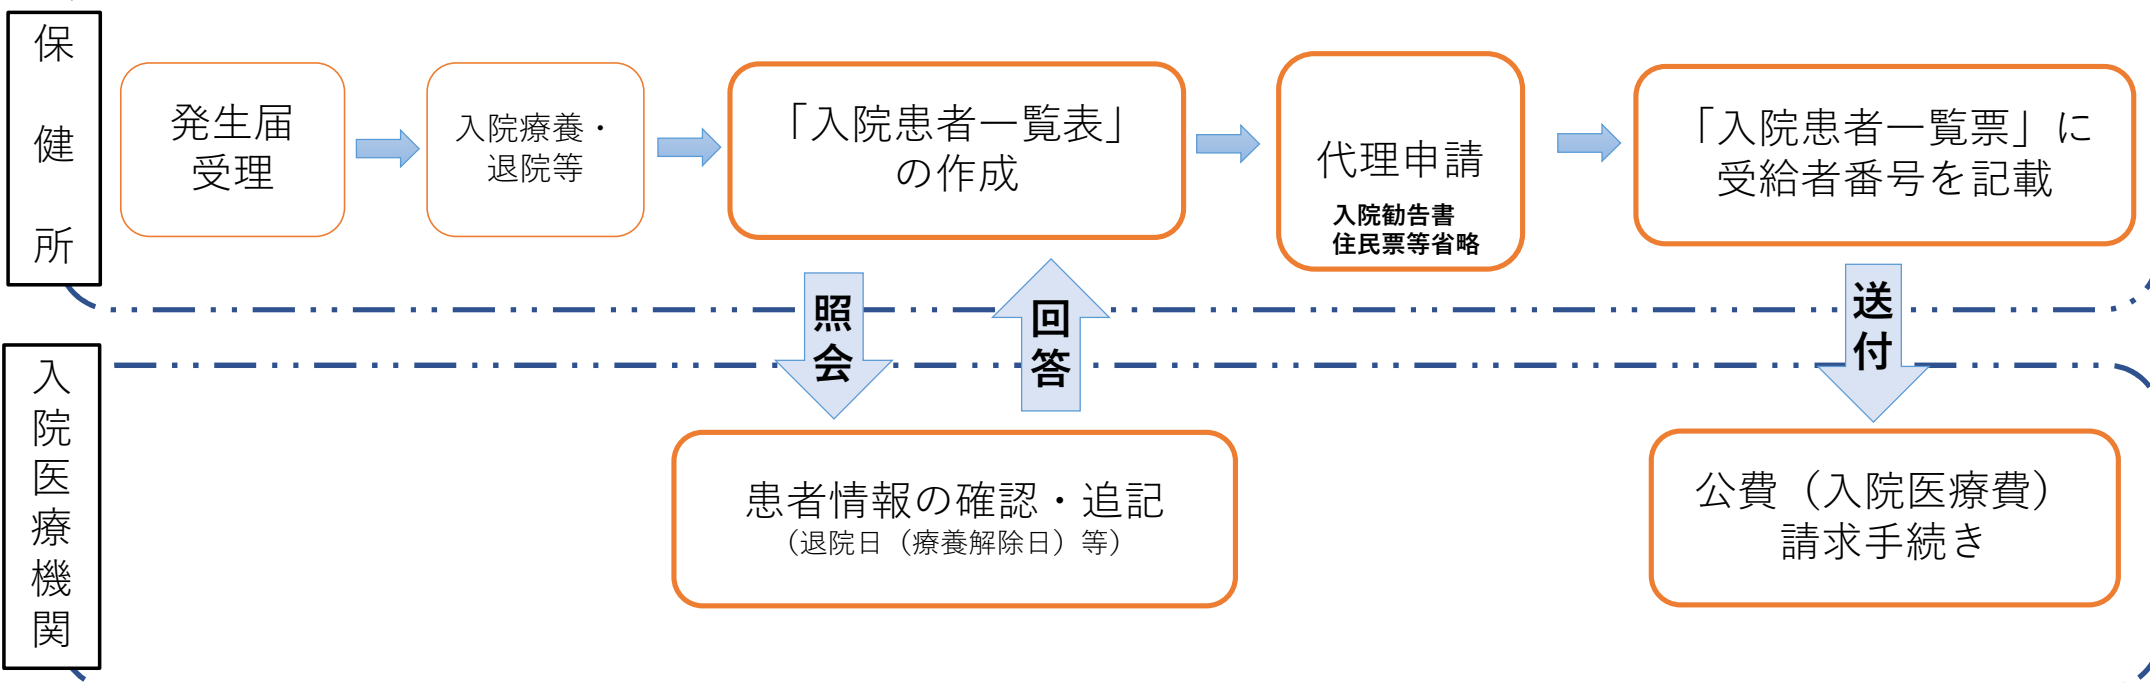 保健所
発生届
受理
入院療養・
退院等
「入院患者一覧表」
の作成
代理申請
入院勧告書
住民票等省略
「入院患者一覧票」に
受給者番号を記載
照会
回答
送付
入院医療機関
患者情報の確認・追記
（退院日（療養解除日）等）
公費（入院医療費）
請求手続き